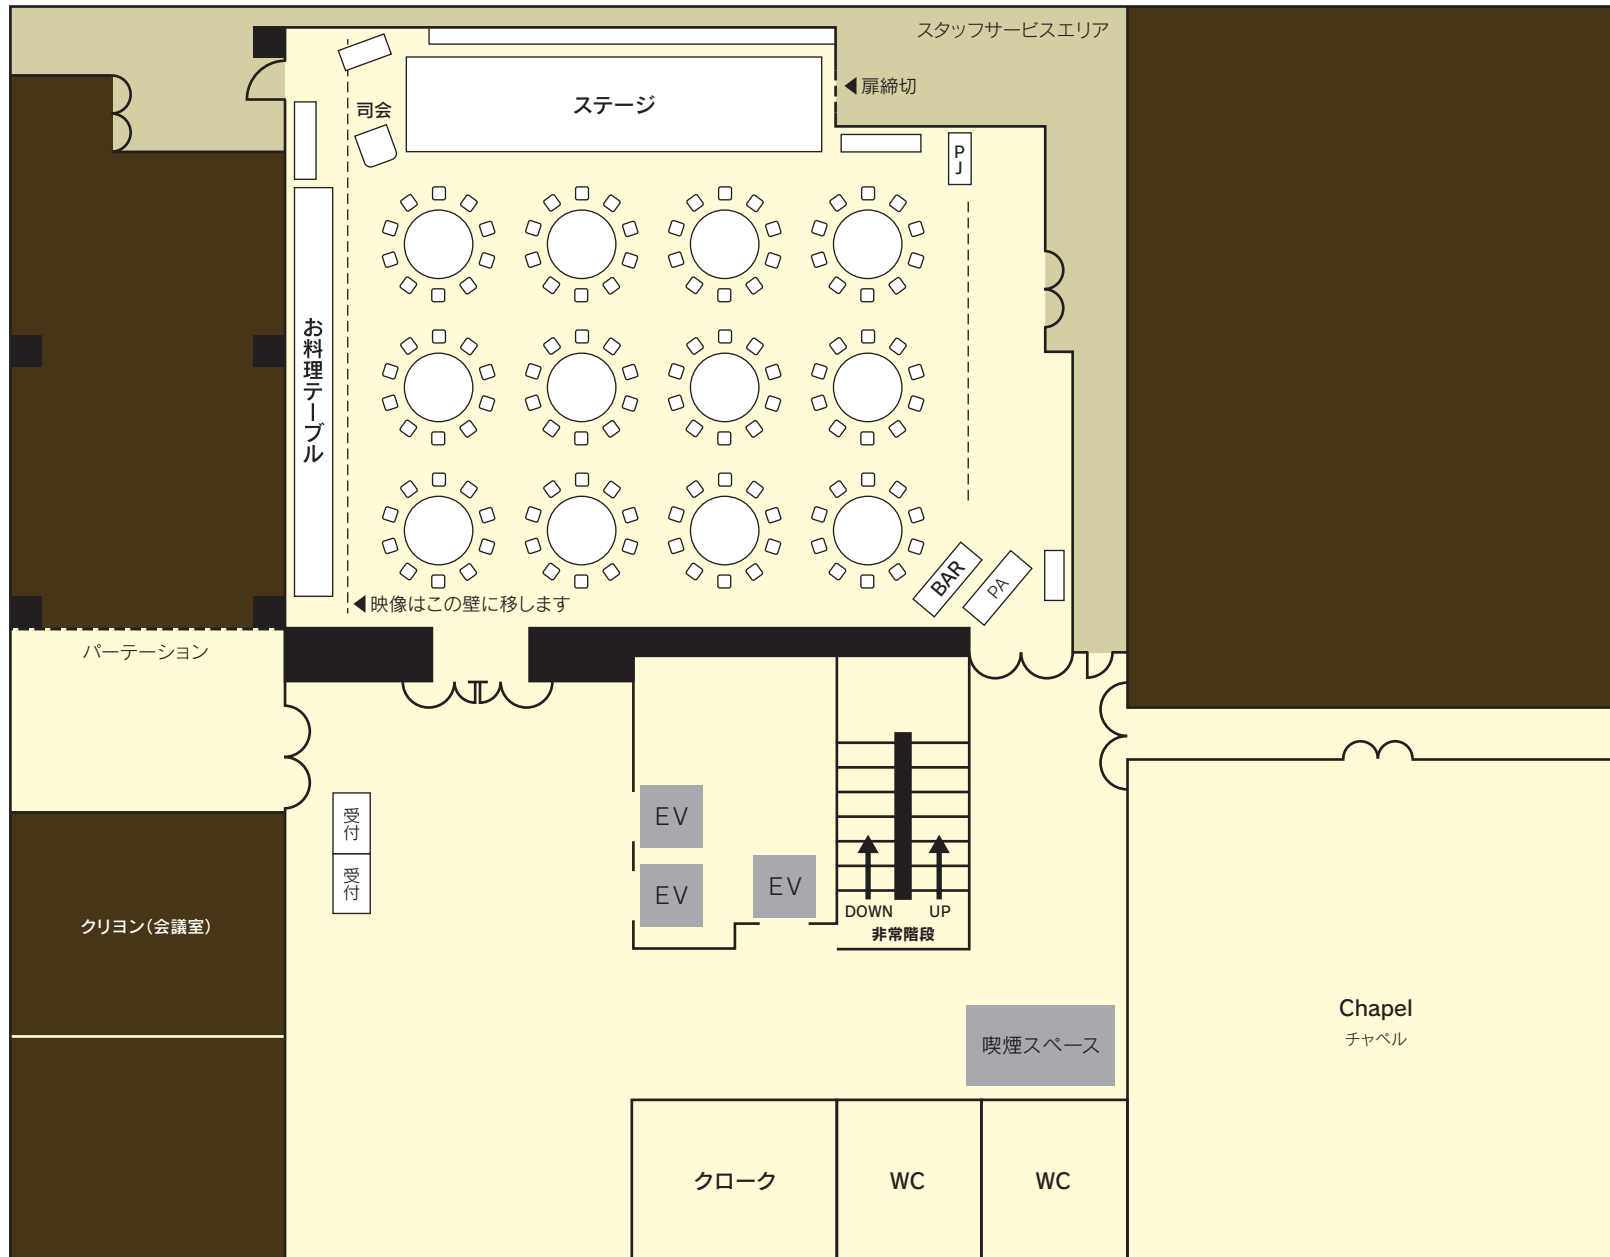 スタッフサービスエリア
◀扉締切
ステージ
司会
PJ
お料理テーブル
BAR
PA
◀映像はこの壁に移します
パーテーション
受付
受付
EV
EV
EV
DOWN
UP
非常階段
クリヨン(会議室)
喫煙スペース
Chapel
チャペル
クローク
WC
WC